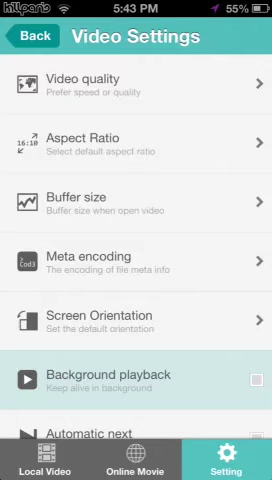 killparis 5:43 PM 55%
Back Video Settings
Video quality
Prefer speed or quality
16:10
Aspect Ratio
Select default aspect ratio
Buffer size
Buffer size when open video
Cod3
Meta encoding
The encoding of file meta info
Screen Orientation
Set the default orientation
Background playback
Keep alive in background
Automatic next
Local Video Online Movie Setting